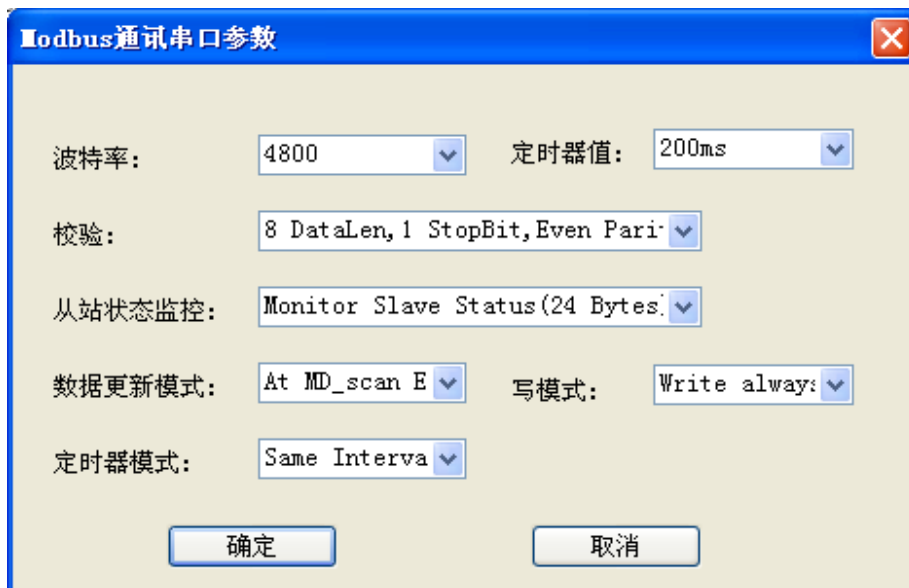 Modbus通讯串口参数
波特率： 4800 定时器值： 200ms
校验： 8 DataLen,1 StopBit,Even Pari
从站状态监控： Monitor Slave Status(24 Bytes)
数据更新模式： At MD_scan E 写模式： Write always
定时器模式： Same Interva
确定 取消